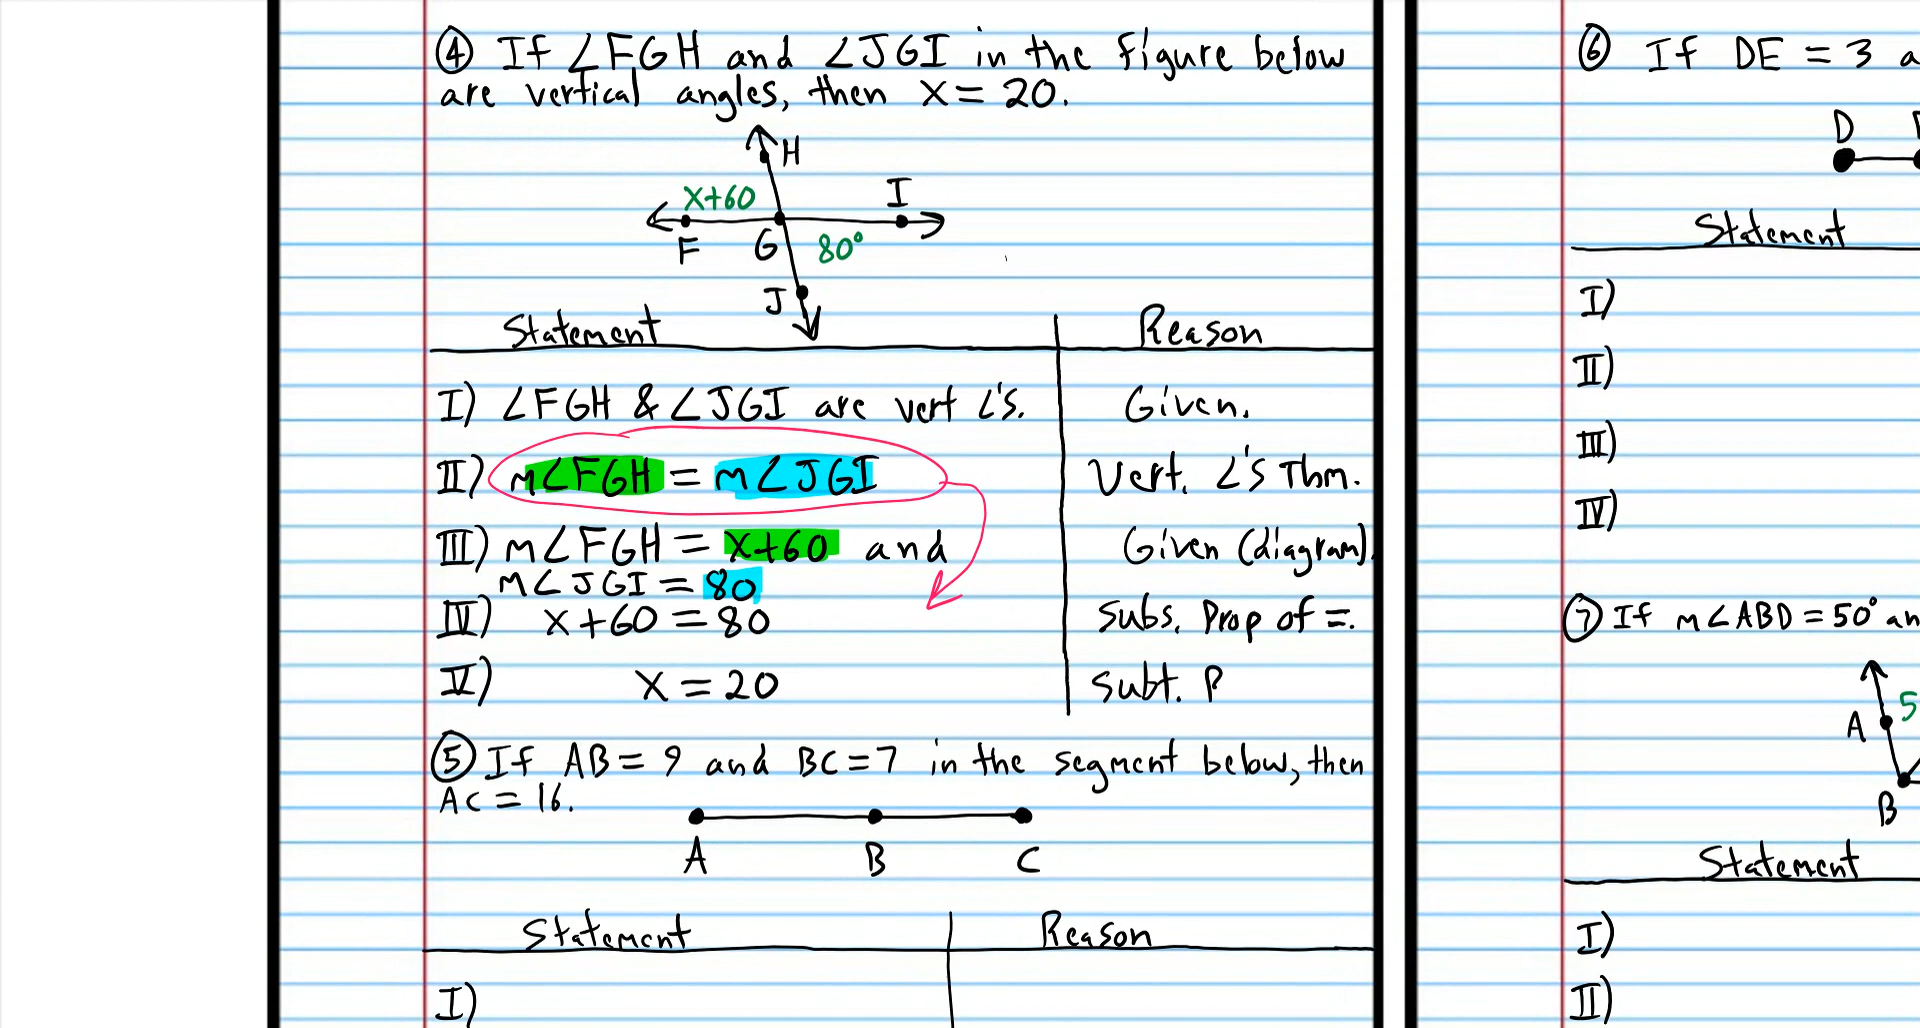 ④ If ∠FGH and ∠JGI in the figure below
are vertical angles, then x = 20.
H
x+60
I
F
G
80°
J
Statement Reason
I) ∠FGH & ∠JGI are vert ∠'s. Given.
II) m∠FGH = m∠JGI Vert. ∠'s Thm.
III) m∠FGH = x+60 and Given (diagram).
m∠JGI = 80
IV) x+60 = 80 Subs. Prop of =.
V) x = 20 Subt. P
⑤ If AB = 9 and BC = 7 in the segment below, then
AC = 16.
A B C
Statement Reason
I)
⑥ If DE = 3 a
D
Statement
I)
II)
III)
IV)
⑦ If m∠ABD = 50° an
5
A
B
Statement
I)
II)